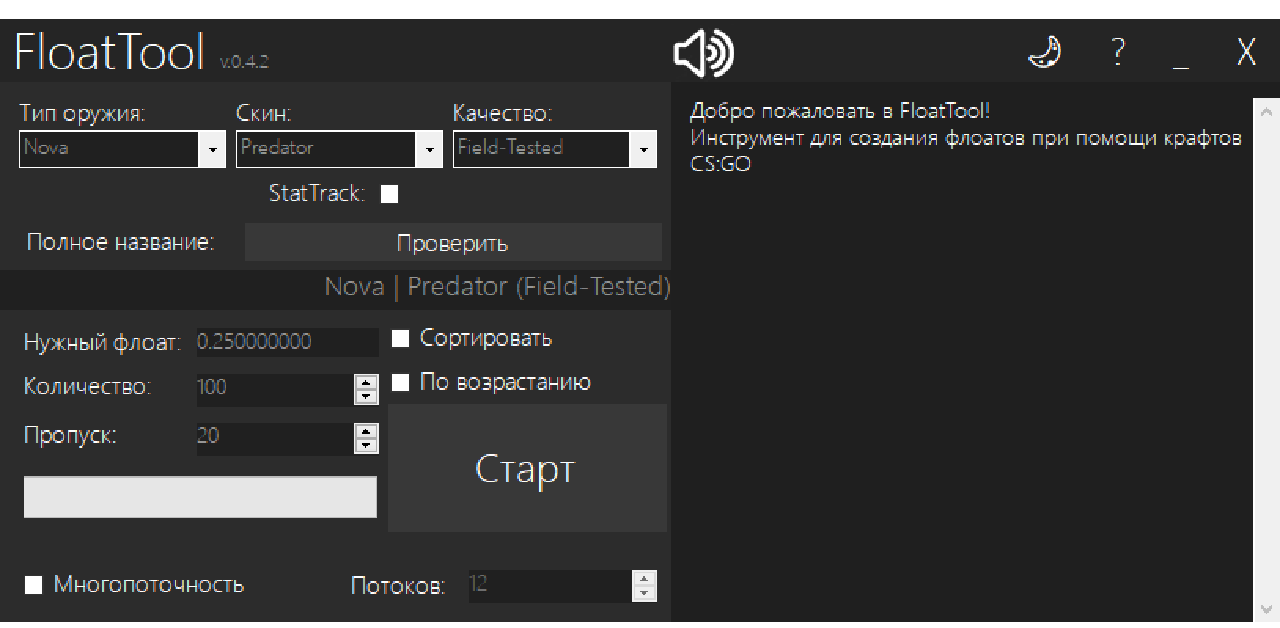 FloatTool v.0.4.2
? _ X
Тип оружия: Скин: Качество:
Nova Predator Field-Tested
StatTrack:
Полное название: Проверить
Nova | Predator (Field-Tested)
Нужный флоат: 0.250000000 Сортировать
Количество: 100 По возрастанию
Пропуск: 20
Старт
Многопоточность Потоков: 12
Добро пожаловать в FloatTool!
Инструмент для создания флоатов при помощи крафтов
CS:GO